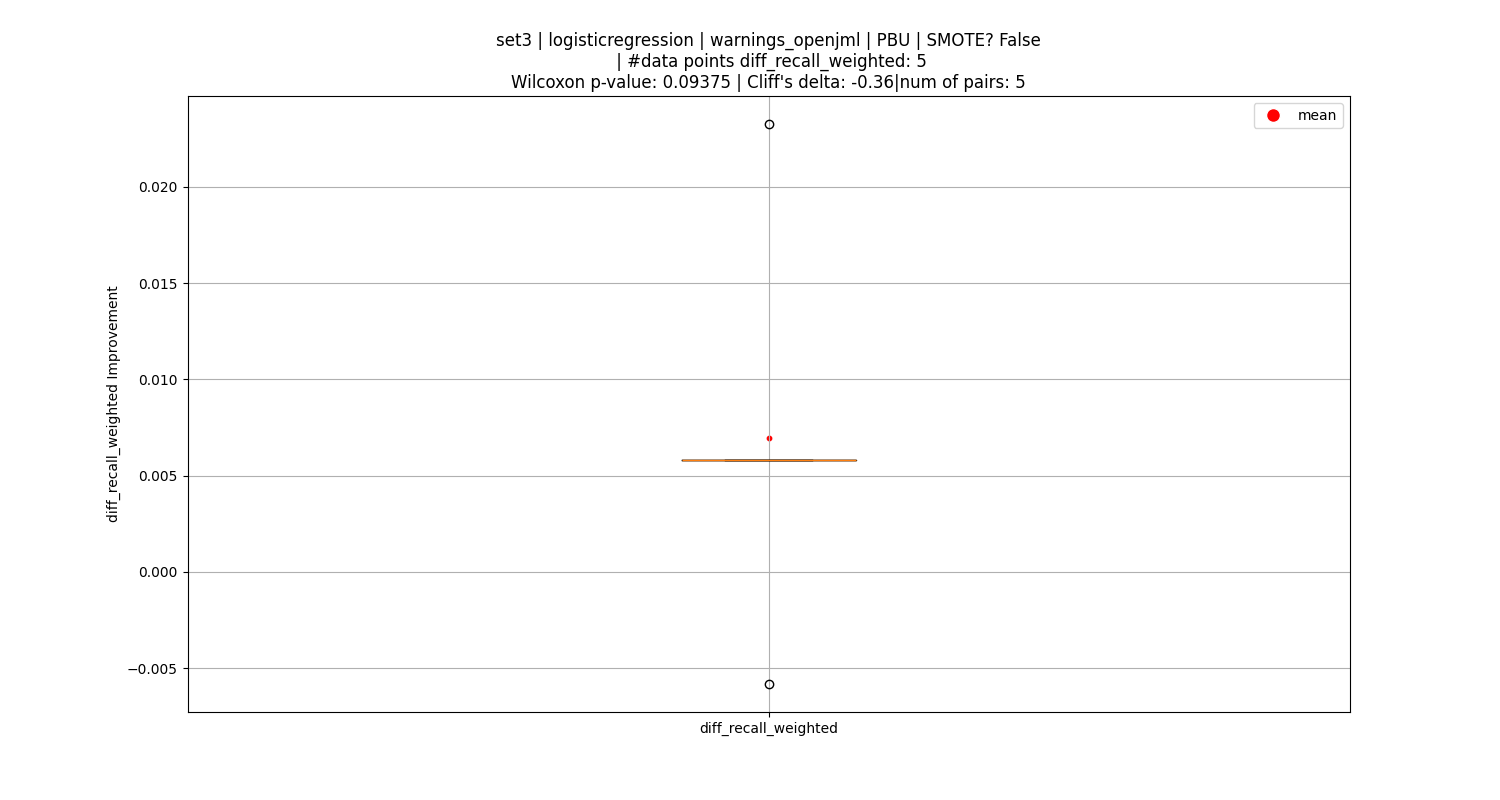 set3 | logisticregression | warnings_openjml | PBU | SMOTE? False
| #data points diff_recall_weighted: 5
Wilcoxon p-value: 0.09375 | Cliff's delta: -0.36|num of pairs: 5
mean
0.020
0.015
0.010
0.005
0.000
−0.005
diff_recall_weighted Improvement
diff_recall_weighted